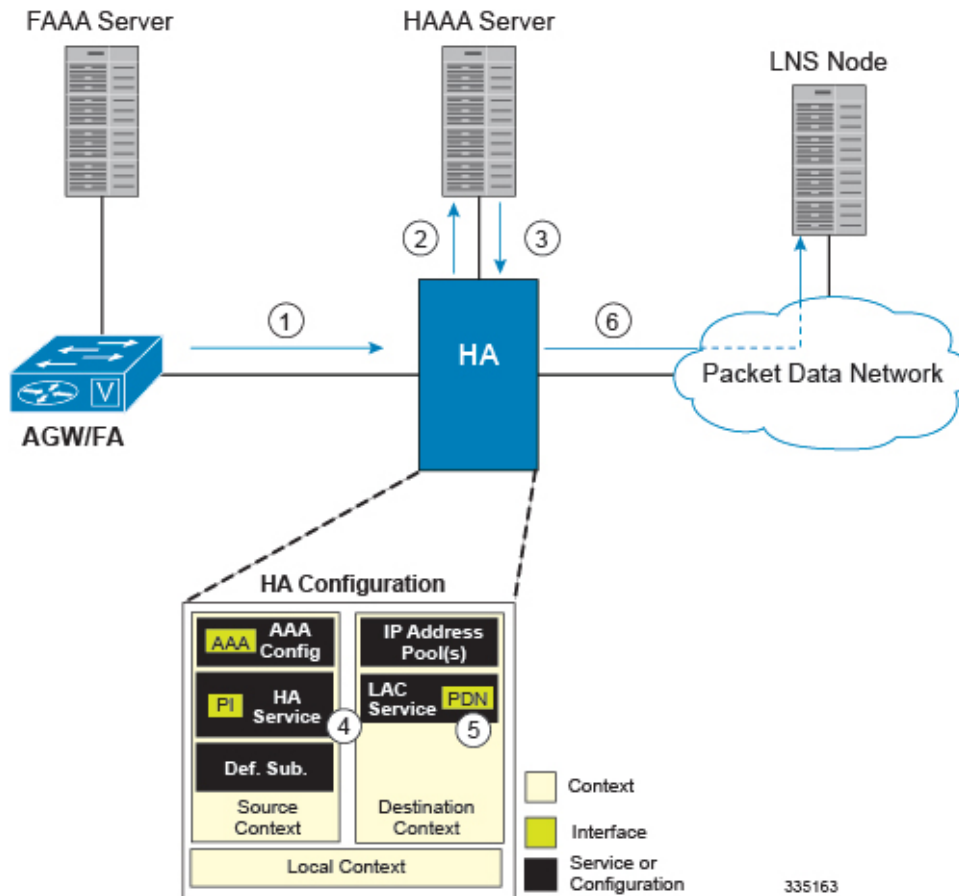 FAAA Server
HAAA Server
LNS Node
2
3
1
6
HA
Packet Data Network
V
AGW/FA
HA Configuration
AAA
AAA
Config
IP Address
Pool(s)
PI
HA
Service
LAC
Service
PDN
4
5
Def. Sub.
Source
Context
Destination
Context
Local Context
Context
Interface
Service or
Configuration
335163